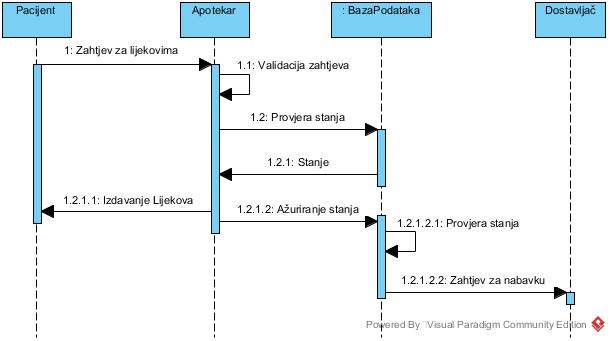 Pacijent
Apotekar
: BazaPodataka
Dostavljač
1: Zahtjev za lijekovima
1.1: Validacija zahtjeva
1.2: Provjera stanja
1.2.1: Stanje
1.2.1.1: Izdavanje Lijekova
1.2.1.2: Ažuriranje stanja
1.2.1.2.1: Provjera stanja
1.2.1.2.2: Zahtjev za nabavku
Powered By Visual Paradigm Community Edition